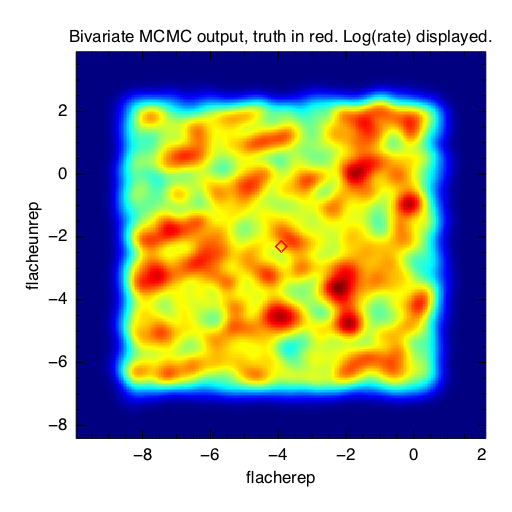 Bivariate MCMC output, truth in red. Log(rate) displayed.
2
0
−2
−4
−6
−8
flacheunrep
−8 −6 −4 −2 0 2
flacherep